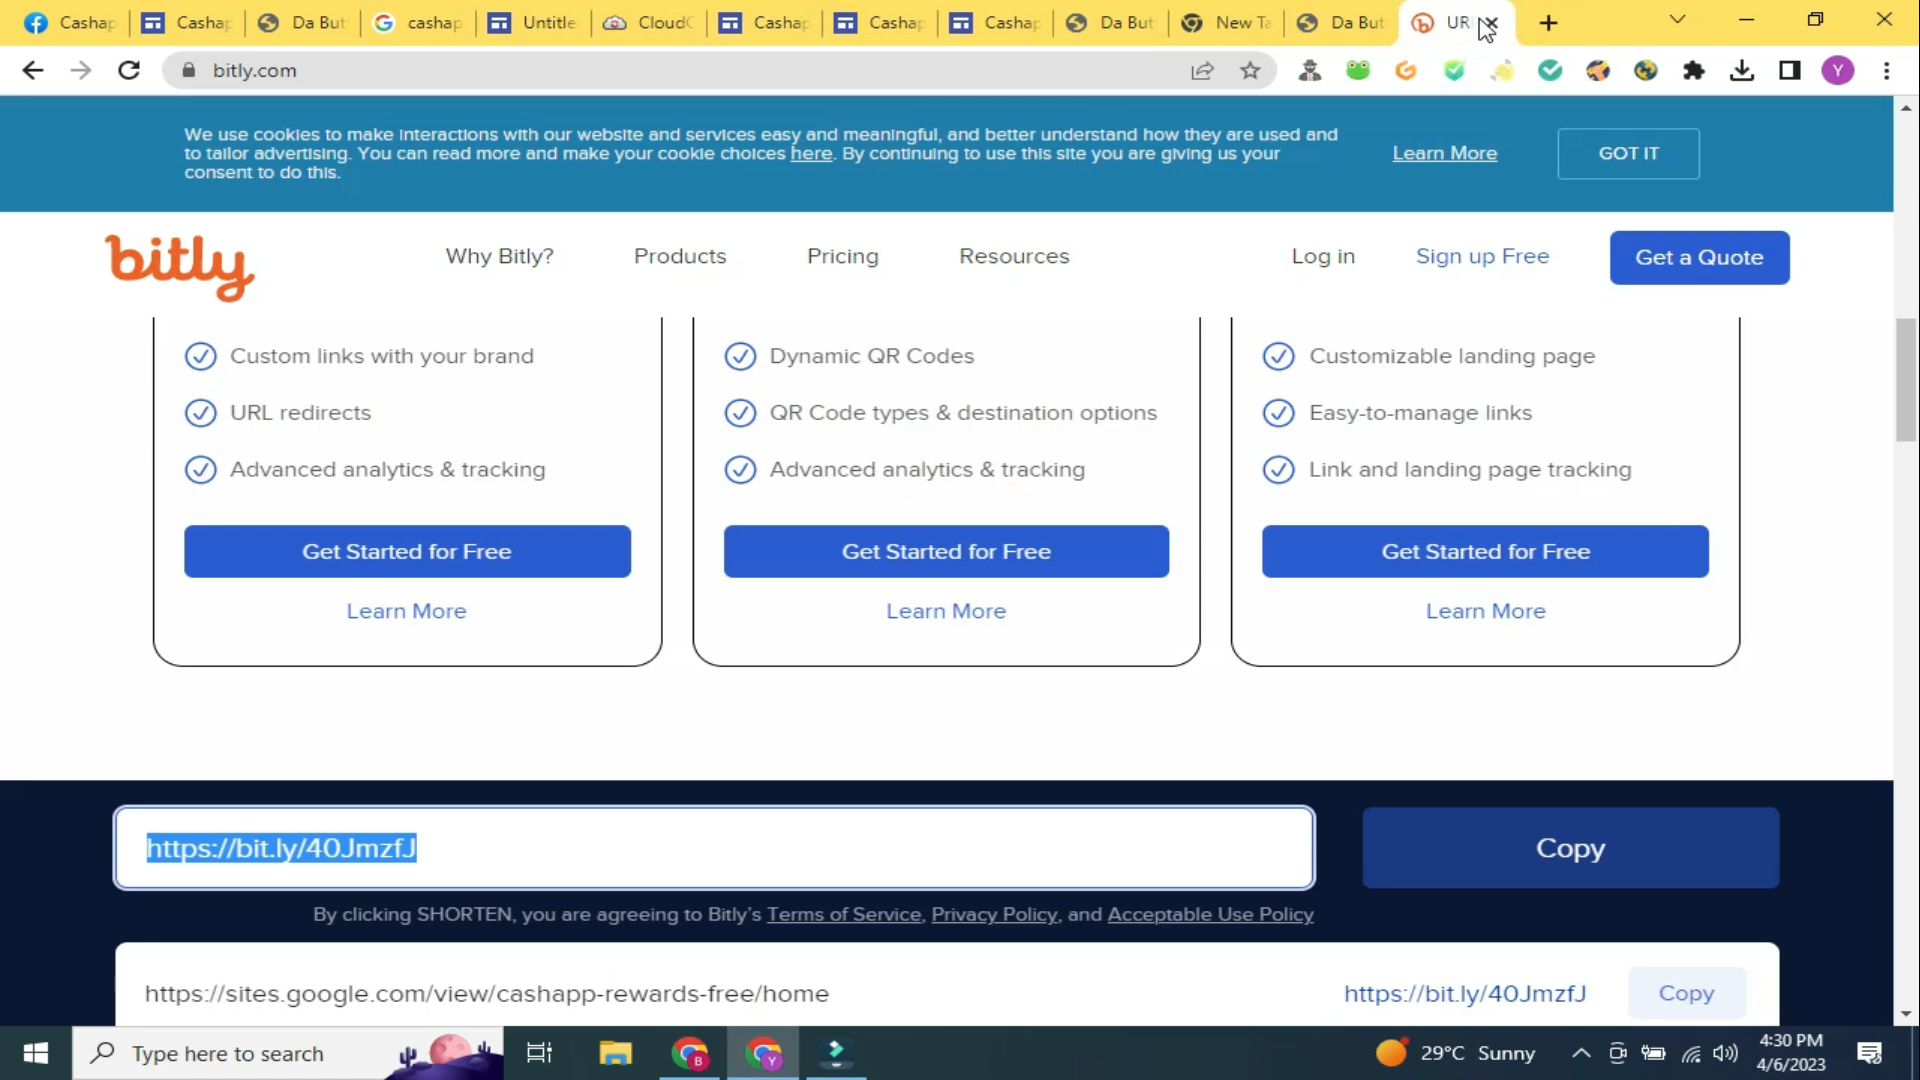 Cashap
Cashap
Da But
cashap
Untitle
CloudC
Cashap
Cashap
Cashap
Da But
New Ta
Da But
UR
bitly.com
Y
We use cookies to make interactions with our website and services easy and meaningful, and better understand how they are used and
to tailor advertising. You can read more and make your cookie choices here. By continuing to use this site you are giving us your
consent to do this.
Learn More
GOT IT
bitly
Why Bitly?
Products
Pricing
Resources
Log in
Sign up Free
Get a Quote
Custom links with your brand
URL redirects
Advanced analytics & tracking
Get Started for Free
Learn More
Dynamic QR Codes
QR Code types & destination options
Advanced analytics & tracking
Get Started for Free
Learn More
Customizable landing page
Easy-to-manage links
Link and landing page tracking
Get Started for Free
Learn More
https://bit.ly/40JmzfJ
Copy
By clicking SHORTEN, you are agreeing to Bitly's Terms of Service, Privacy Policy, and Acceptable Use Policy
https://sites.google.com/view/cashapp-rewards-free/home
https://bit.ly/40JmzfJ
Copy
Type here to search
B
Y
29°C Sunny
4:30 PM
4/6/2023